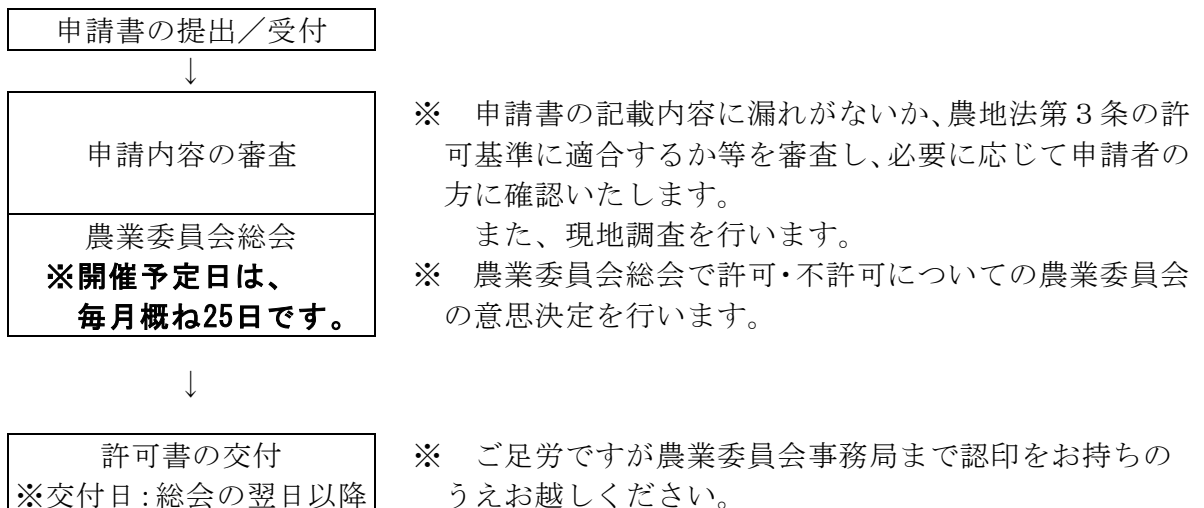 申請書の提出／受付
↓
申請内容の審査
※　申請書の記載内容に漏れがないか、農地法第３条の許
可基準に適合するか等を審査し、必要に応じて申請者の
方に確認いたします。
また、現地調査を行います。
農業委員会総会
※開催予定日は、
毎月概ね25日です。
※　農業委員会総会で許可・不許可についての農業委員会
の意思決定を行います。
↓
許可書の交付
※交付日：総会の翌日以降
※　ご足労ですが農業委員会事務局まで認印をお持ちの
うえお越しください。